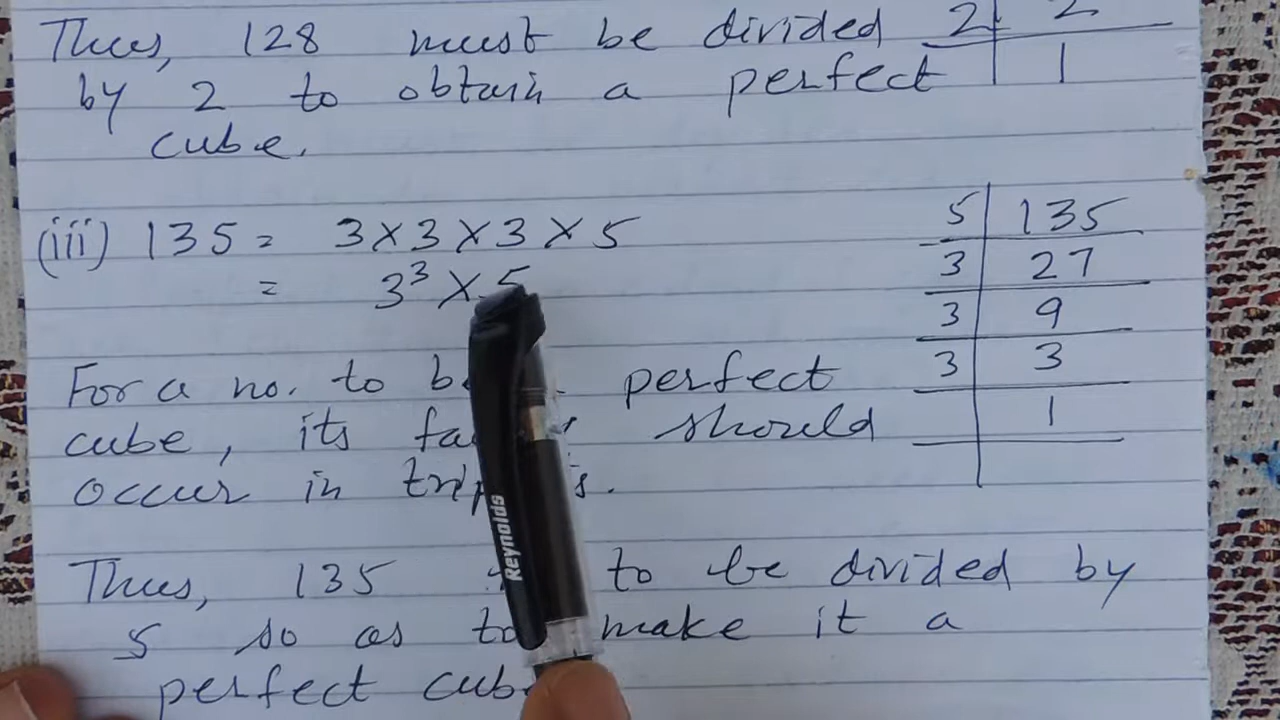 Thus, 128 must be divided
by 2 to obtain a perfect
cube.
2 | 2
1
(iii) 135 = 3 × 3 × 3 × 5
= 3³ × 5
5 | 135
3 | 27
3 | 9
3 | 3
1
For a no. to perfect
cube, its should
occur in
Thus, 135 to be divided by
5 so as to make it a
perfect cube
Reynolds